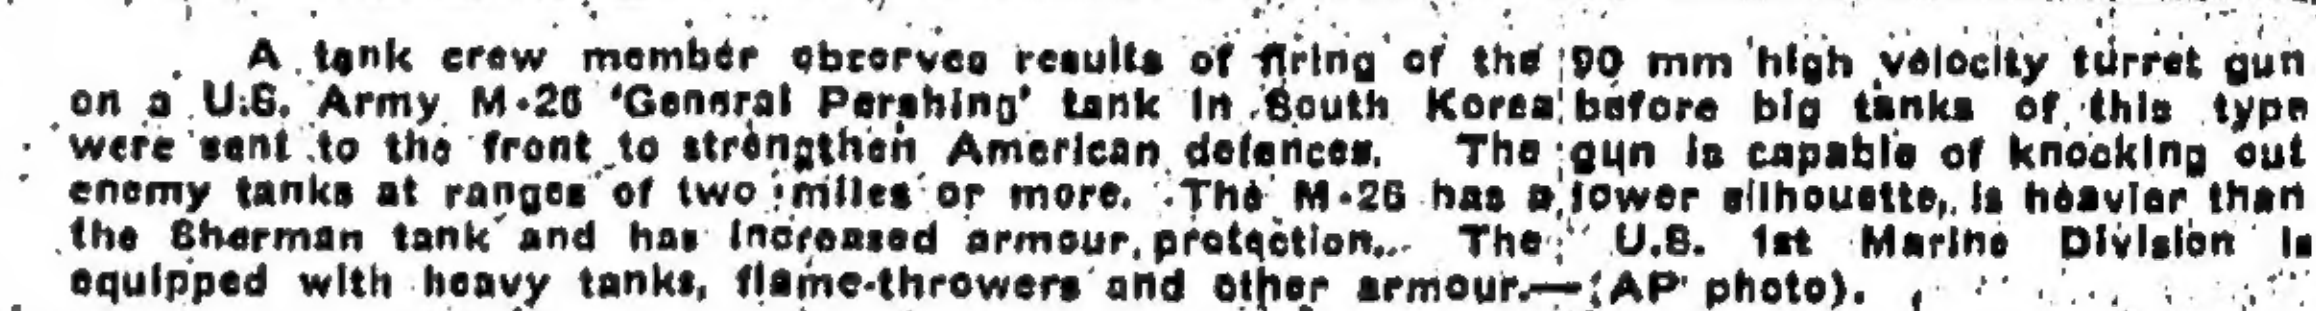 A tank crew member observes results of firing of the 90 mm high velocity turret gun
on a U.S. Army M-26 'General Pershing' tank in South Korea before big tanks of this type
were sent to the front to strengthen American defences. The gun is capable of knocking out
enemy tanks at ranges of two miles or more. The M-26 has a lower silhouette, is heavier than
the Sherman tank and has increased armour protection. The U.S. 1st Marine Division is
equipped with heavy tanks, flame-throwers and other armour.—(AP photo).